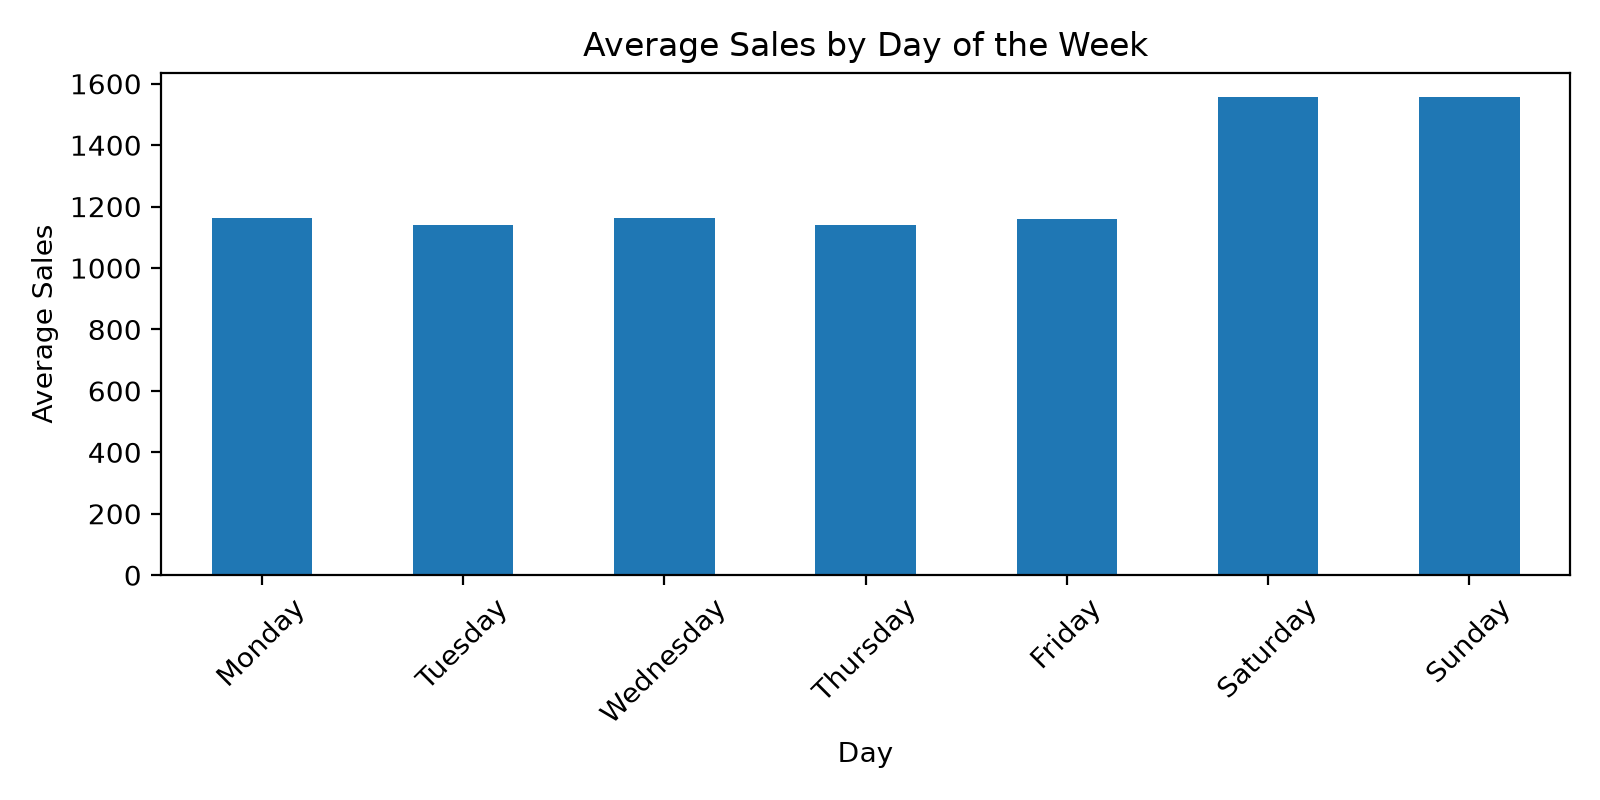 Average Sales by Day of the Week
1600
1400
1200
1000
800
600
400
200
0
Average Sales
Monday
Tuesday
Wednesday
Thursday
Friday
Saturday
Sunday
Day